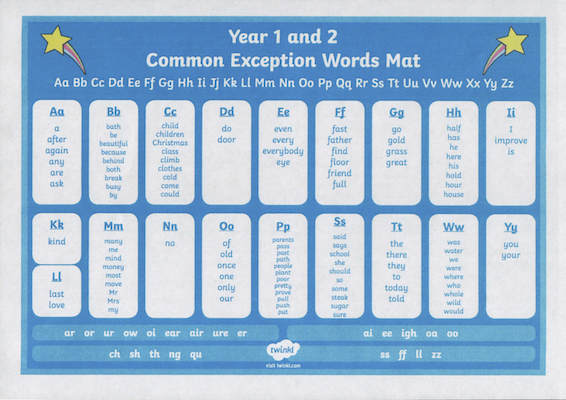 Year 1 and 2
Common Exception Words Mat
Aa Bb Cc Dd Ee Ff Gg Hh Ii Jj Kk Ll Mm Nn Oo Pp Qq Rr Ss Tt Uu Vv Ww Xx Yy Zz
Aa
a
after
again
any
are
ask
Bb
bath
be
beautiful
because
behind
both
break
busy
by
Cc
child
children
Christmas
class
climb
clothes
cold
come
could
Dd
do
door
Ee
even
every
everybody
eye
Ff
fast
father
find
floor
friend
full
Gg
go
gold
grass
great
Hh
half
has
he
here
his
hold
hour
house
Ii
I
improve
is
Kk
kind
Ll
last
love
Mm
many
me
mind
money
most
move
Mr
Mrs
my
Nn
no
Oo
of
old
once
one
only
our
Pp
parents
pass
past
path
people
plant
poor
pretty
prove
pull
push
put
Ss
said
says
school
she
should
so
some
steak
sugar
sure
Tt
the
there
they
to
today
told
Ww
was
water
we
were
where
who
whole
wild
would
Yy
you
your
ar or ur ow oi ear air ure er
ai ee igh oa oo
ch sh th ng qu
ss ff ll zz
twinkl
visit twinkl.com